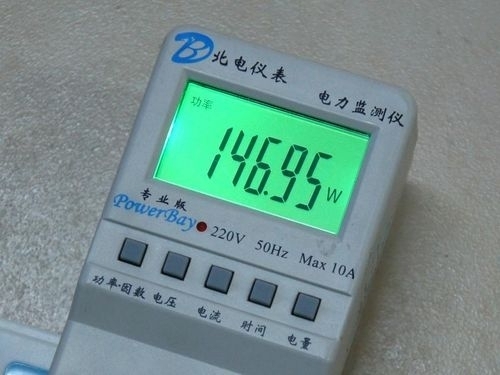 B 北电仪表
电力监测仪
功率
146.95 W
专业版
PowerBay
220V 50Hz Max 10A
功率·因数 电压 电流 时间 电量